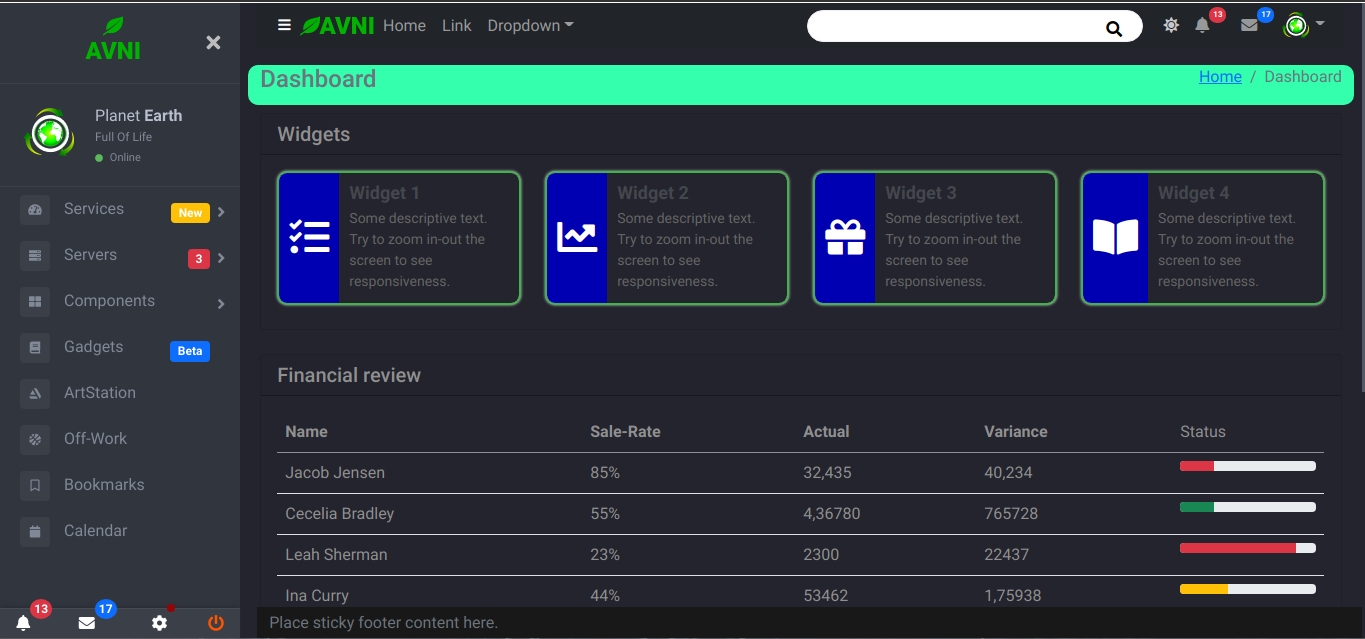 AVNI
Planet Earth
Full Of Life
Online
Services New
Servers 3
Components
Gadgets Beta
ArtStation
Off-Work
Bookmarks
Calendar
13 17
AVNI Home Link Dropdown 13 17
Dashboard Home / Dashboard
Widgets
Widget 1
Some descriptive text.
Try to zoom in-out the
screen to see
responsiveness.
Widget 2
Some descriptive text.
Try to zoom in-out the
screen to see
responsiveness.
Widget 3
Some descriptive text.
Try to zoom in-out the
screen to see
responsiveness.
Widget 4
Some descriptive text.
Try to zoom in-out the
screen to see
responsiveness.
Financial review
Name Sale-Rate Actual Variance Status
Jacob Jensen 85% 32,435 40,234
Cecelia Bradley 55% 4,36780 765728
Leah Sherman 23% 2300 22437
Ina Curry 44% 53462 1,75938
Place sticky footer content here.